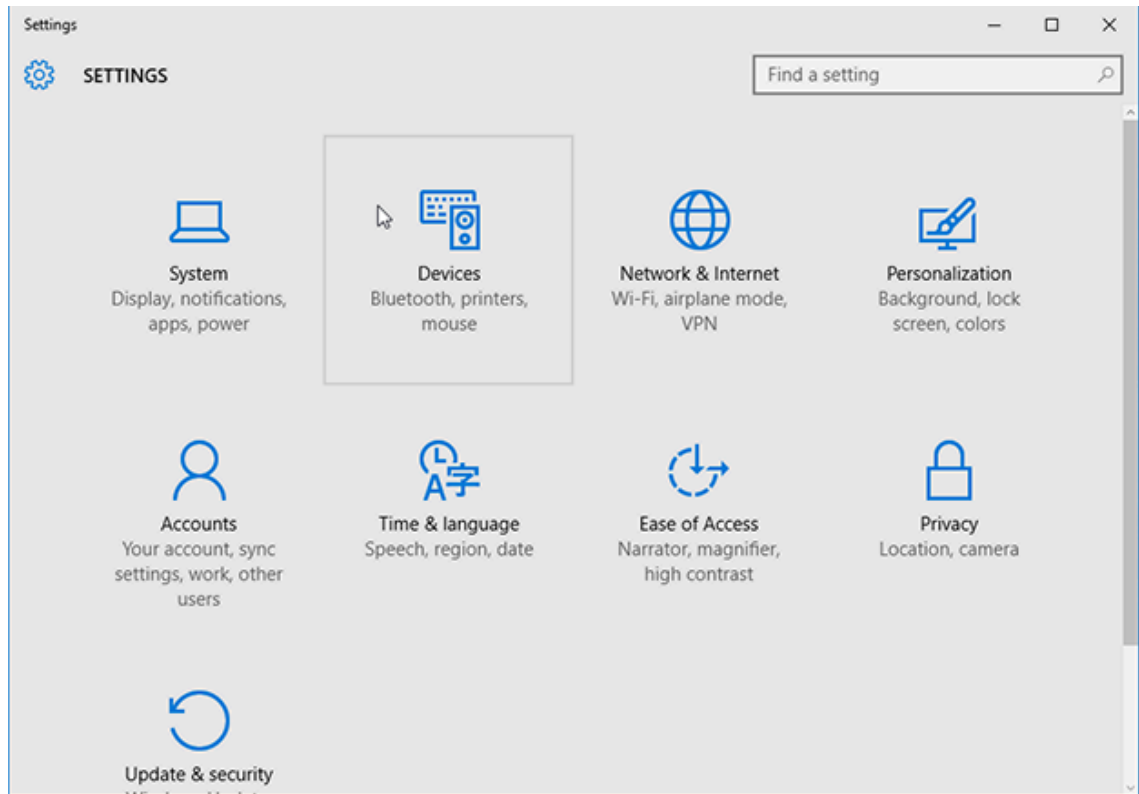 Settings
SETTINGS
Find a setting
System
Display, notifications,
apps, power
Devices
Bluetooth, printers,
mouse
Network & Internet
Wi-Fi, airplane mode,
VPN
Personalization
Background, lock
screen, colors
Accounts
Your account, sync
settings, work, other
users
A字
Time & language
Speech, region, date
Ease of Access
Narrator, magnifier,
high contrast
Privacy
Location, camera
Update & security